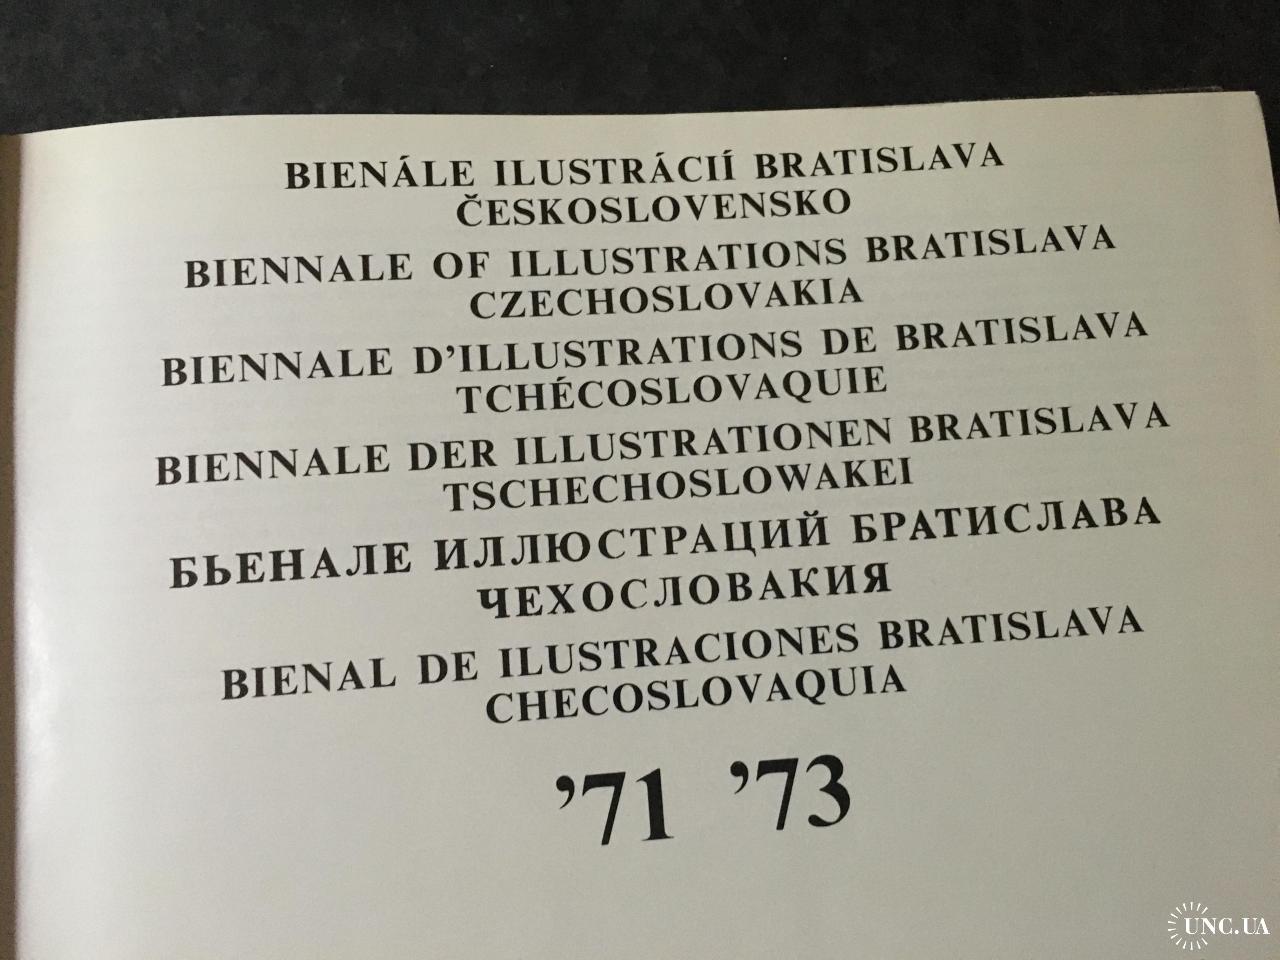 BIENÁLE ILUSTRÁCIÍ BRATISLAVA
ČESKOSLOVENSKO
BIENNALE OF ILLUSTRATIONS BRATISLAVA
CZECHOSLOVAKIA
BIENNALE D’ILLUSTRATIONS DE BRATISLAVA
TCHÉCOSLOVAQUIE
BIENNALE DER ILLUSTRATIONEN BRATISLAVA
TSCHECHOSLOWAKEI
БЬЕНАЛЕ ИЛЛЮСТРАЦИЙ БРАТИСЛАВА
ЧЕХОСЛОВАКИЯ
BIENAL DE ILUSTRACIONES BRATISLAVA
CHECOSLOVAQUIA
’71 ’73
UNC.UA